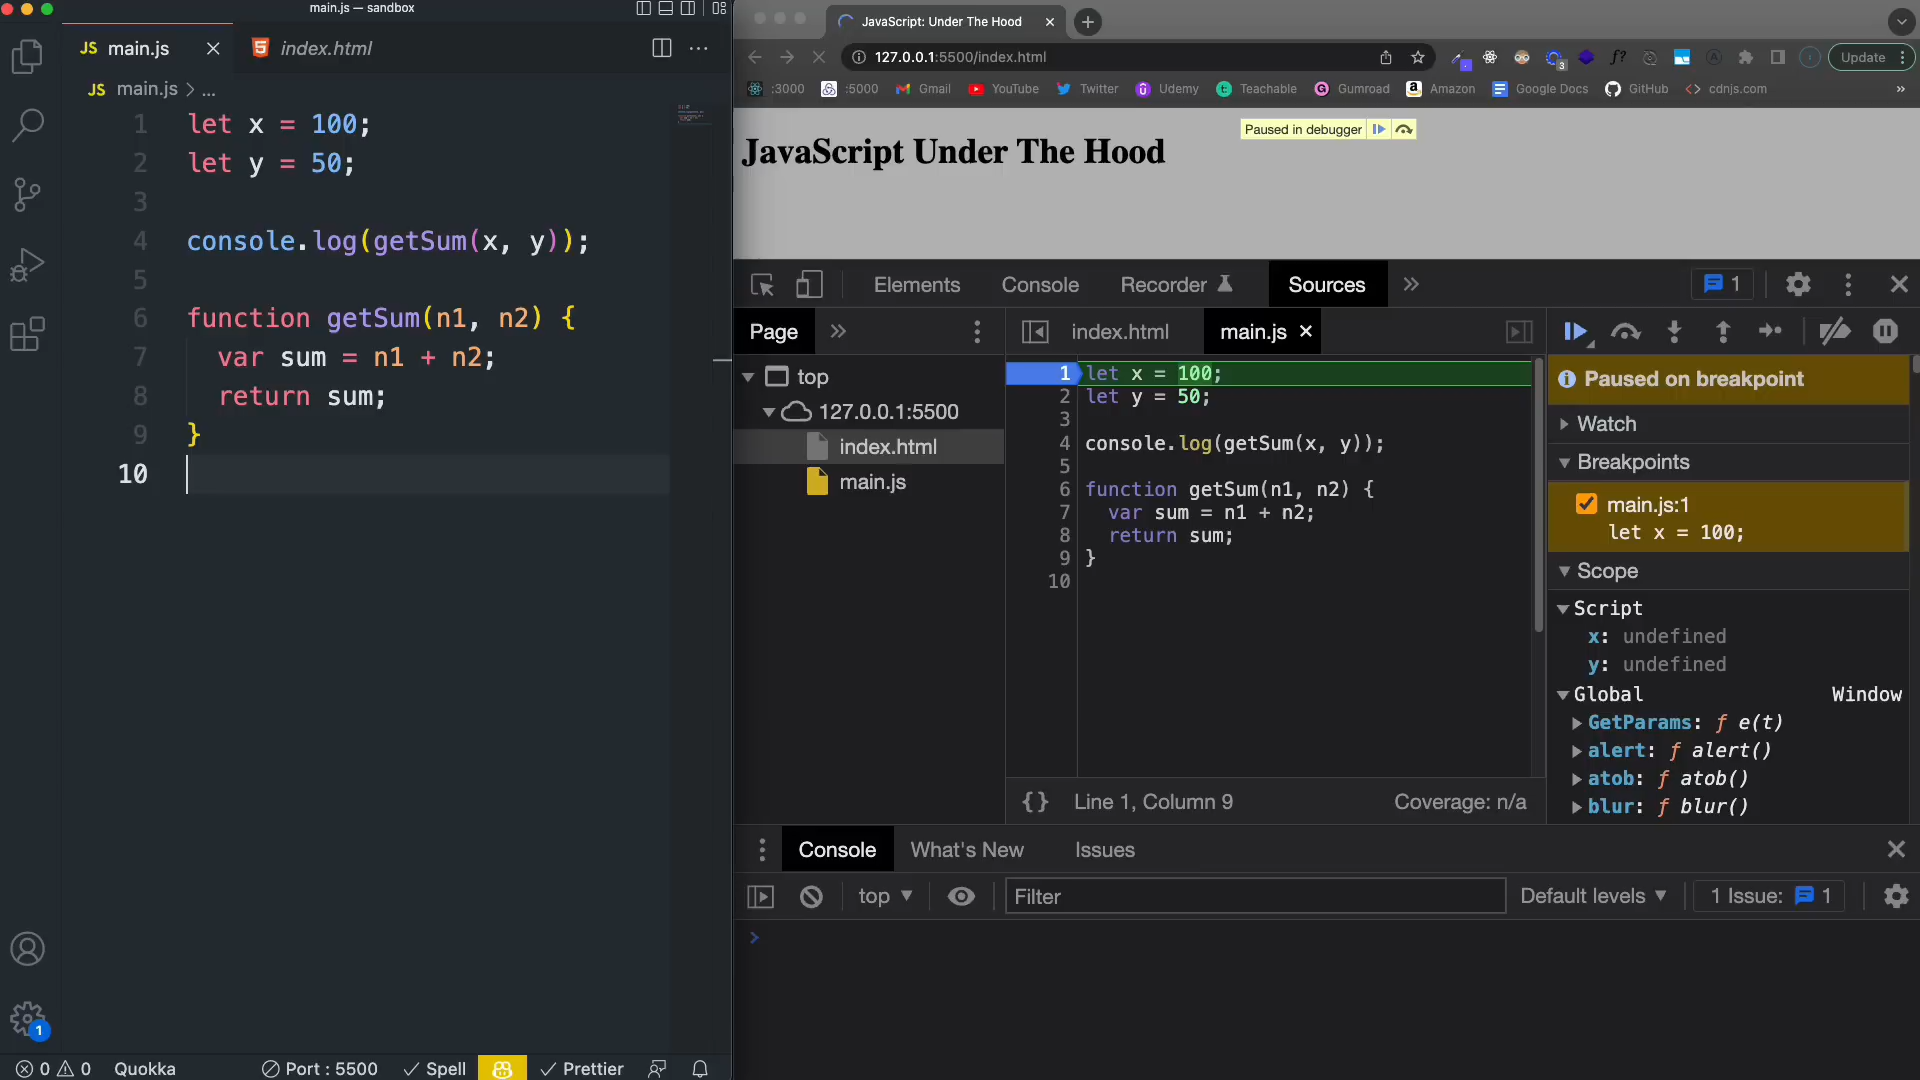 main.js — sandbox
JS main.js
index.html
JS main.js > ...
1 let x = 100;
2 let y = 50;
3
4 console.log(getSum(x, y));
5
6 function getSum(n1, n2) {
7 var sum = n1 + n2;
8 return sum;
9 }
10
1
0 0 Quokka Port : 5500 Spell Prettier
JavaScript: Under The Hood
127.0.0.1:5500/index.html
3
Update
:3000 :5000 Gmail YouTube Twitter Udemy Teachable Gumroad Amazon Google Docs GitHub cdnjs.com »
Paused in debugger
JavaScript Under The Hood
Elements Console Recorder Sources » 1
Page » index.html main.js
top
127.0.0.1:5500
index.html
main.js
1 let x = 100;
2 let y = 50;
3
4 console.log(getSum(x, y));
5
6 function getSum(n1, n2) {
7 var sum = n1 + n2;
8 return sum;
9 }
10
{} Line 1, Column 9 Coverage: n/a
Paused on breakpoint
Watch
Breakpoints
main.js:1
let x = 100;
Scope
Script
x: undefined
y: undefined
Global Window
GetParams: ƒ e(t)
alert: ƒ alert()
atob: ƒ atob()
blur: ƒ blur()
Console What's New Issues
top Filter Default levels 1 Issue: 1
>